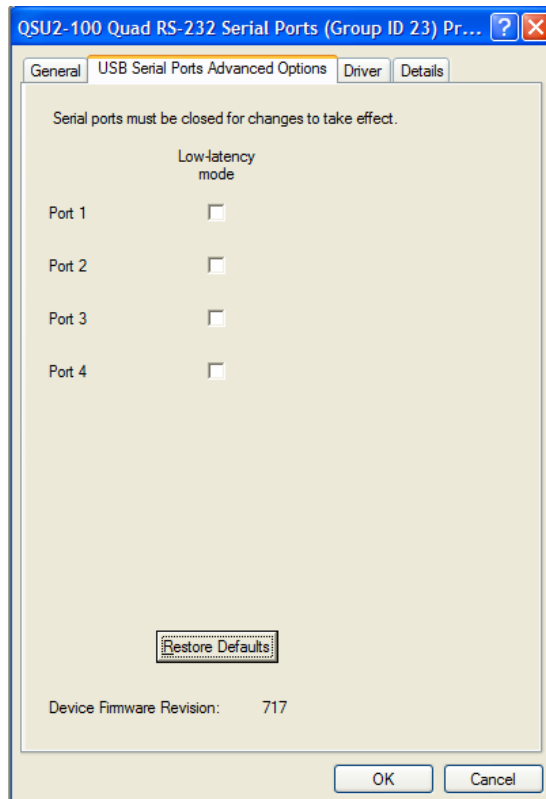 QSU2-100 Quad RS-232 Serial Ports (Group ID 23) Pr...
General USB Serial Ports Advanced Options Driver Details
Serial ports must be closed for changes to take effect.
Low-latency
mode
Port 1
Port 2
Port 3
Port 4
Restore Defaults
Device Firmware Revision: 717
OK Cancel